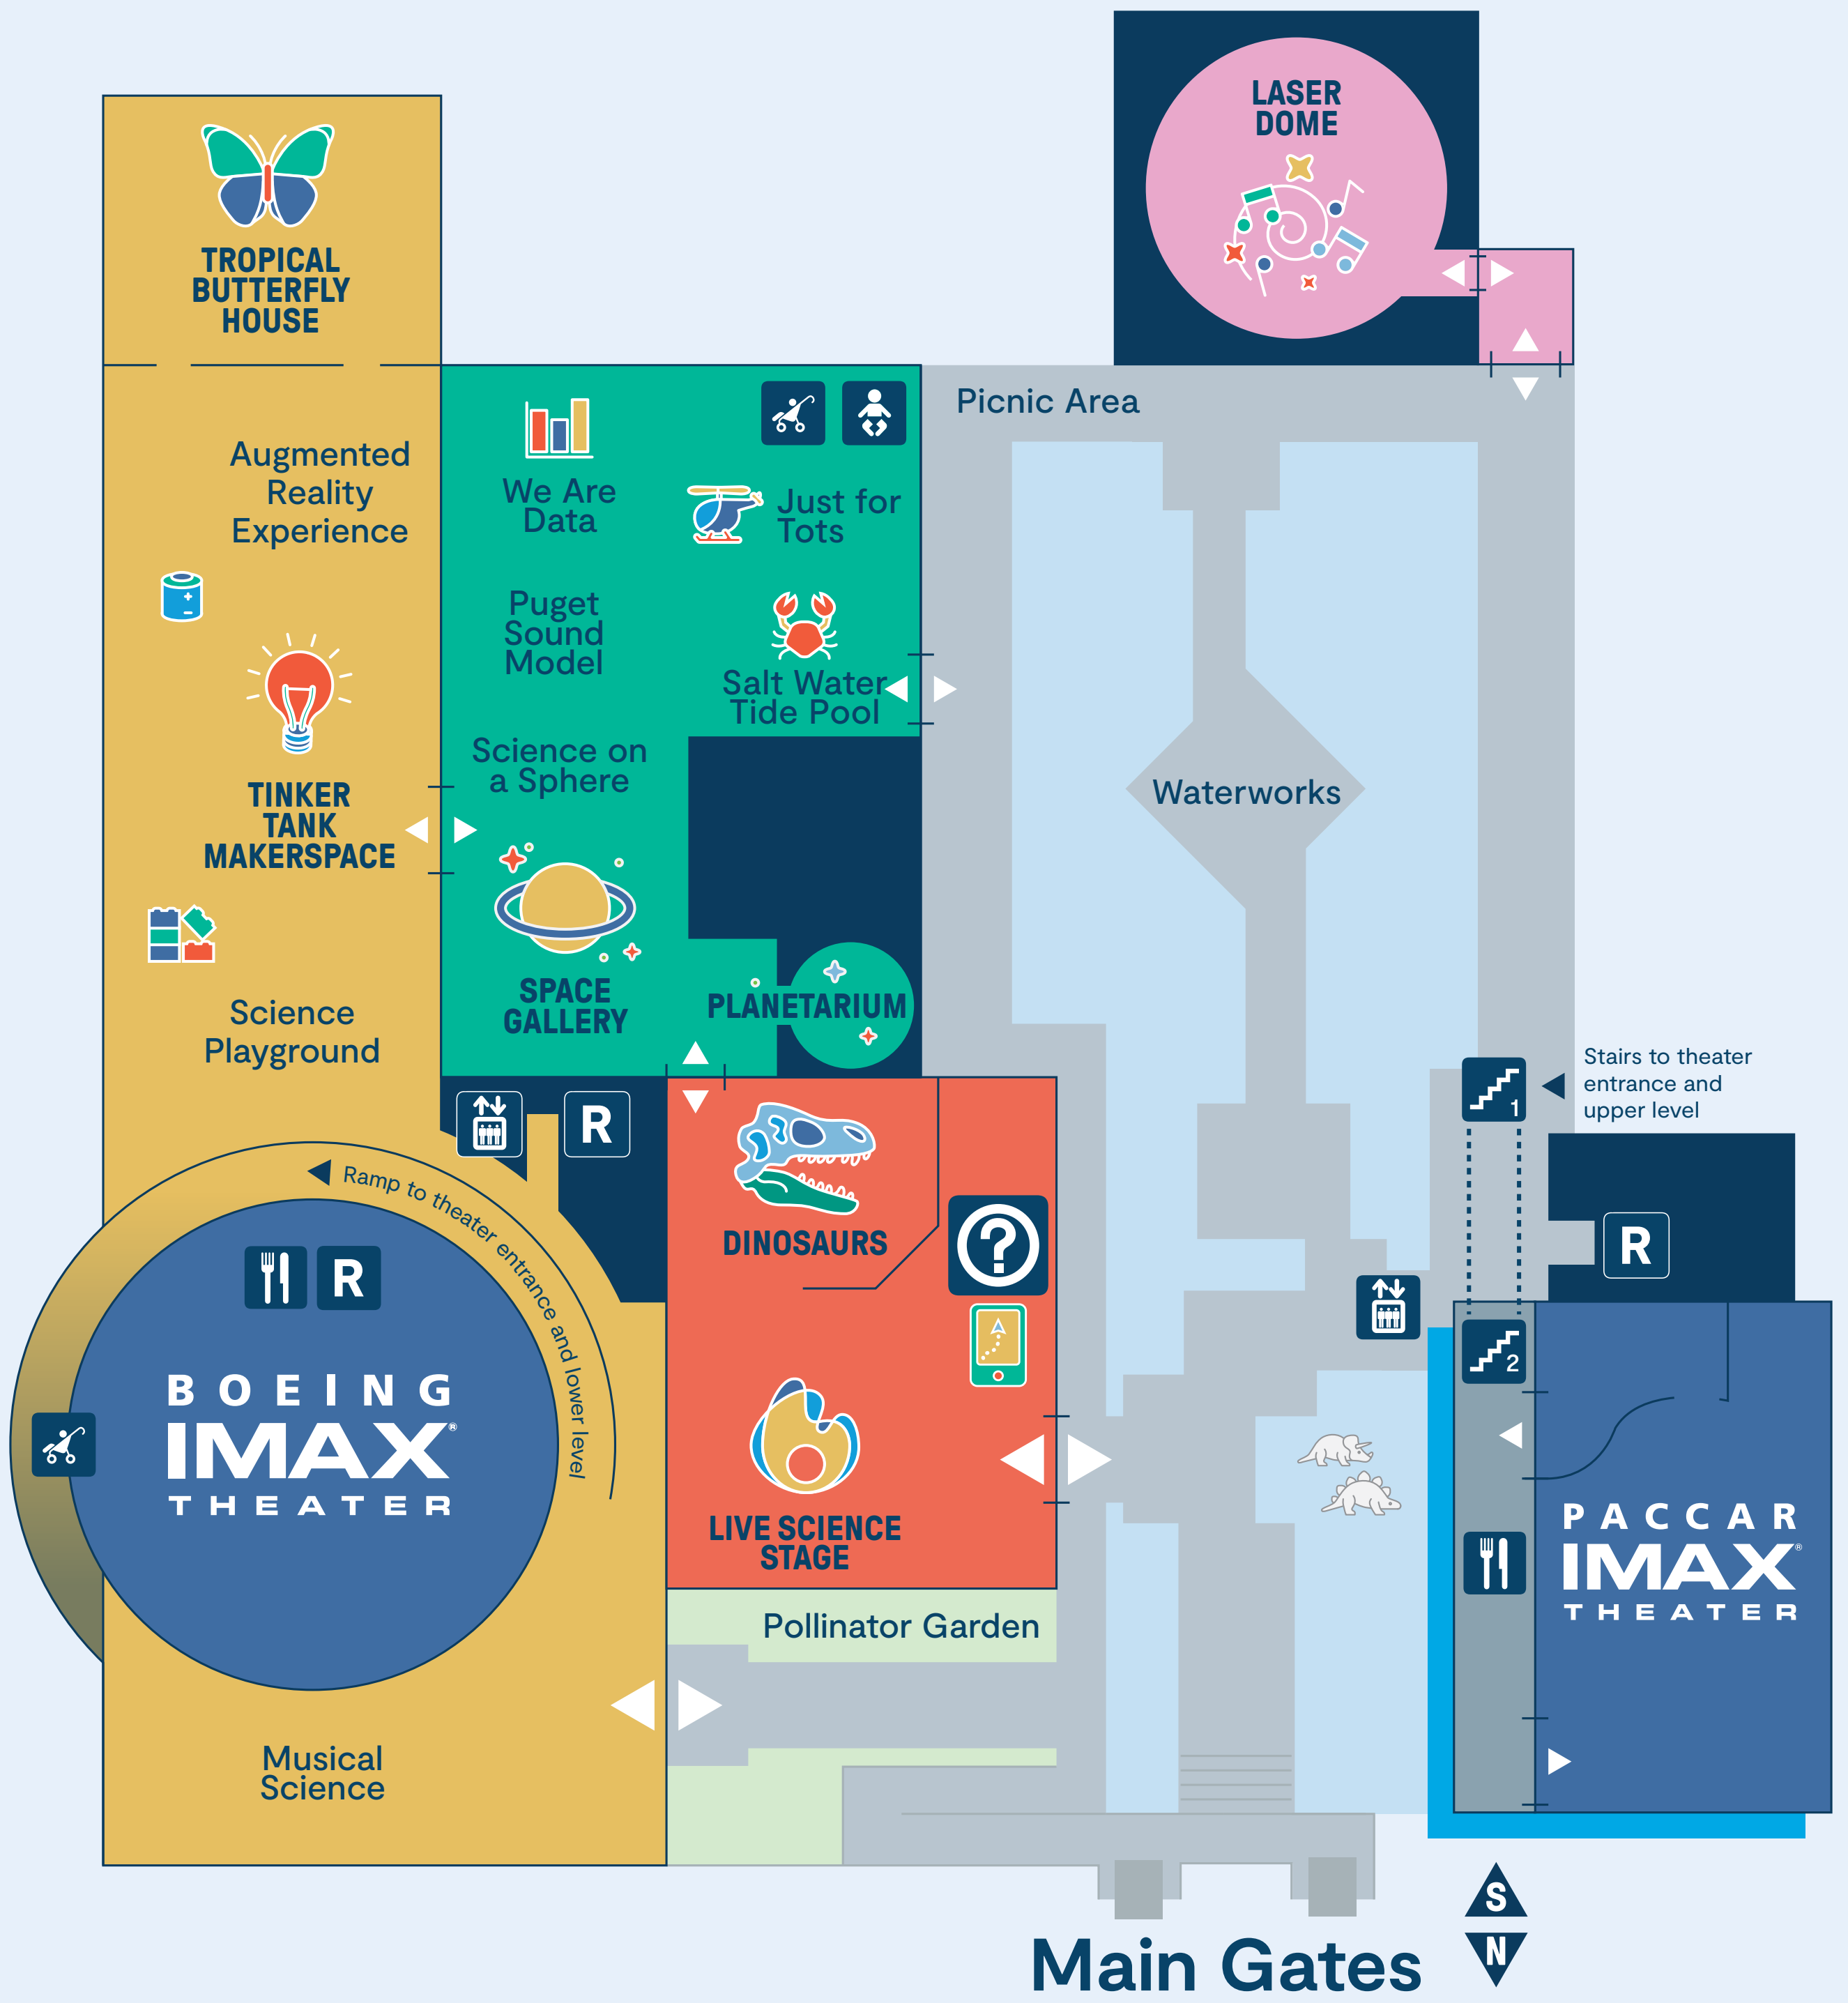 LASER
DOME
TROPICAL
BUTTERFLY
HOUSE
Picnic Area
Augmented
Reality
Experience
We Are
Data
Just for
Tots
Puget
Sound
Model
Salt Water
Tide Pool
Science on
a Sphere
Waterworks
TINKER
TANK
MAKERSPACE
SPACE
GALLERY
PLANETARIUM
Science
Playground
Stairs to theater
entrance and
upper level
1
R
Ramp to theater entrance and lower level
DINOSAURS
?
R
R
2
BOEING
IMAX®
THEATER
LIVE SCIENCE
STAGE
PACCAR
IMAX®
THEATER
Pollinator Garden
Musical
Science
S
N
Main Gates